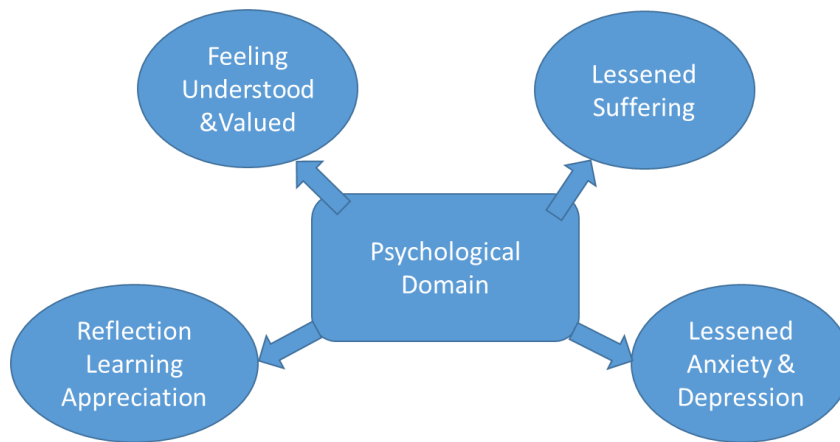 Feeling
Understood
&Valued
Lessened
Suffering
Psychological
Domain
Reflection
Learning
Appreciation
Lessened
Anxiety &
Depression